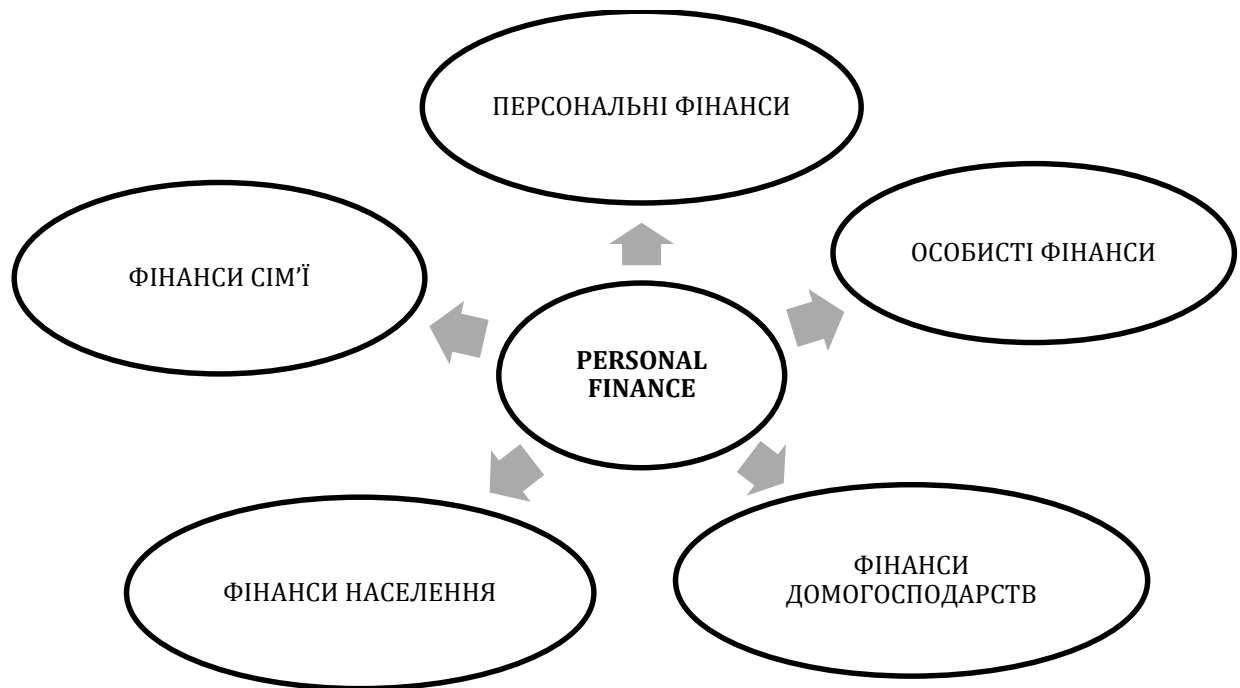 ПЕРСОНАЛЬНІ ФІНАНСИ
ОСОБИСТІ ФІНАНСИ
ФІНАНСИ СІМ’Ї
PERSONAL
FINANCE
ФІНАНСИ НАСЕЛЕННЯ
ФІНАНСИ
ДОМОГОСПОДАРСТВ